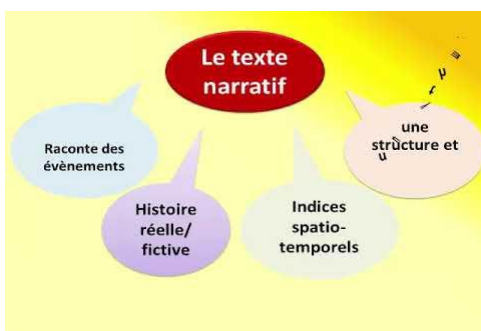 Le texte
narratif
Raconte des
évènements
Histoire
réelle/
fictive
Indices
spatio-
temporels
une
structure et